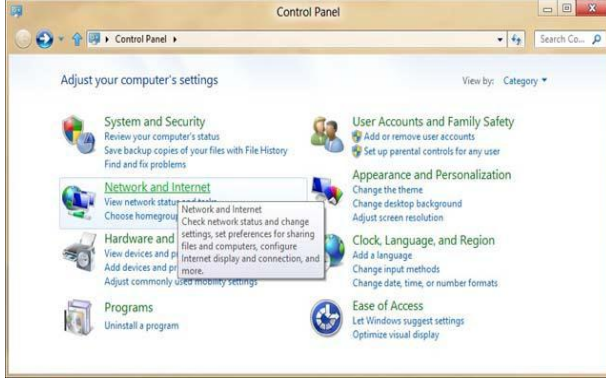 Control Panel
Control Panel
Search Co...
Adjust your computer's settings
View by: Category
System and Security
Review your computer's status
Save backup copies of your files with File History
Find and fix problems
Network and Internet
View network status and tasks
Choose homegroup
Network and Internet
Check network status and change
settings, set preferences for sharing
files and computers, configure
Internet display and connection, and
more.
Hardware and
View devices and
Add devices and
Adjust commonly used mobility settings
Programs
Uninstall a program
User Accounts and Family Safety
Add or remove user accounts
Set up parental controls for any user
Appearance and Personalization
Change the theme
Change desktop background
Adjust screen resolution
Clock, Language, and Region
Add a language
Change input methods
Change date, time, or number formats
Ease of Access
Let Windows suggest settings
Optimize visual display